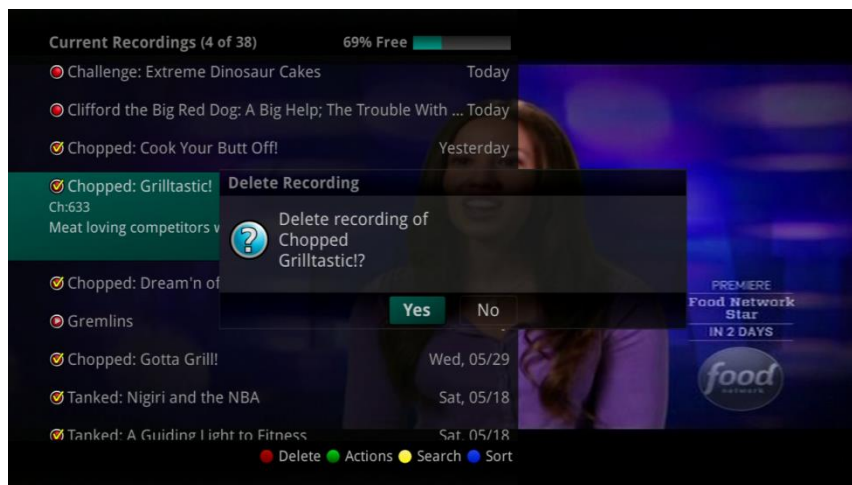 Current Recordings (4 of 38) 69% Free
Challenge: Extreme Dinosaur Cakes Today
Clifford the Big Red Dog: A Big Help; The Trouble With ... Today
Chopped: Cook Your Butt Off! Yesterday
Chopped: Grilltastic!
Ch:633
Meat loving competitors
Delete Recording
Delete recording of
Chopped
Grilltastic!?
Yes No
Chopped: Dream'n of
Gremlins
Chopped: Gotta Grill! Wed, 05/29
Tanked: Nigiri and the NBA Sat, 05/18
Tanked: A Guiding Light to Fitness Sat, 05/18
Delete Actions Search Sort
PREMIERE
Food Network
Star
IN 2 DAYS
food
network